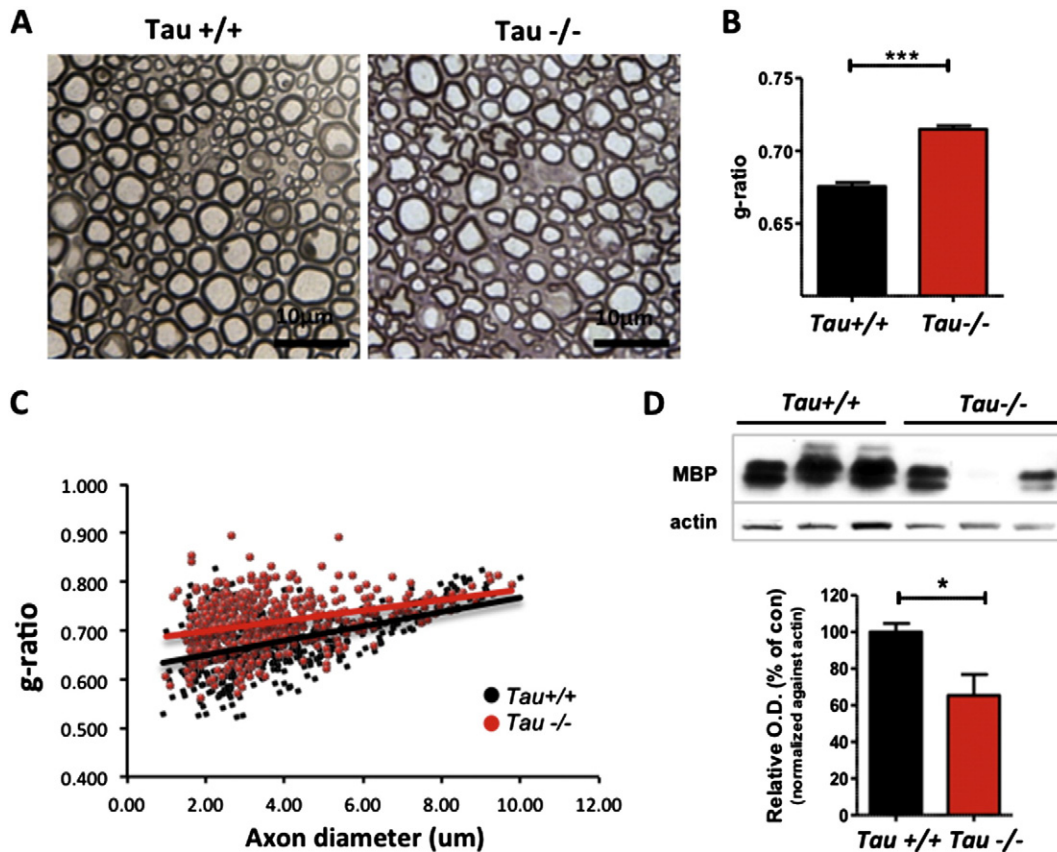 A
Tau +/+
Tau -/-
10μm
10μm
B
***
0.75
0.70
0.65
g-ratio
Tau+/+
Tau-/-
C
1.000
0.900
0.800
0.700
0.600
0.500
0.400
g-ratio
Tau+/+
Tau -/-
0.00 2.00 4.00 6.00 8.00 10.00 12.00
Axon diameter (um)
D
Tau+/+
Tau-/-
MBP
actin
*
120
100
80
60
40
20
0
Relative O.D. (% of con)
(normalized against actin)
Tau +/+ Tau -/-